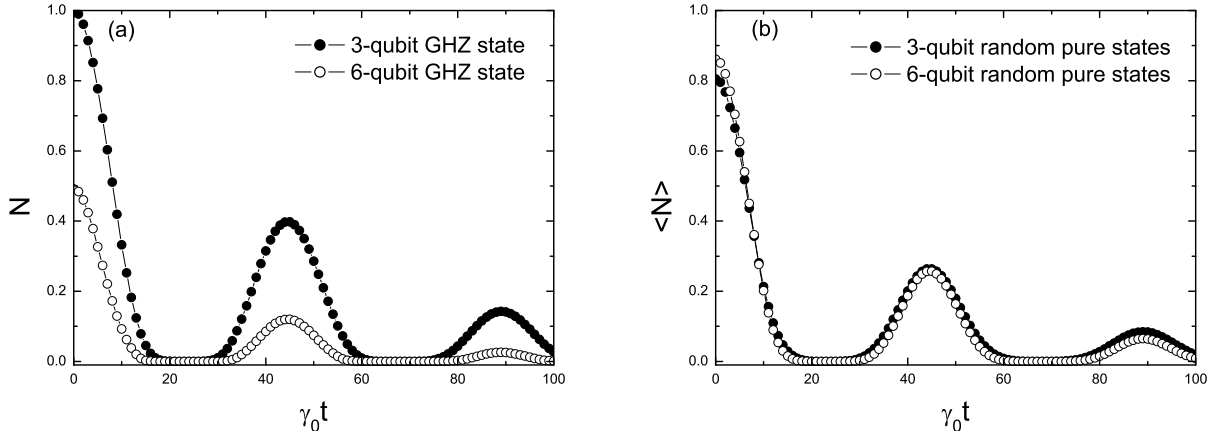 (a)
3-qubit GHZ state
6-qubit GHZ state
N
1.0
0.8
0.6
0.4
0.2
0.0
0 20 40 60 80 100
γ₀t
(b)
3-qubit random pure states
6-qubit random pure states
<N>
1.0
0.8
0.6
0.4
0.2
0.0
0 20 40 60 80 100
γ₀t